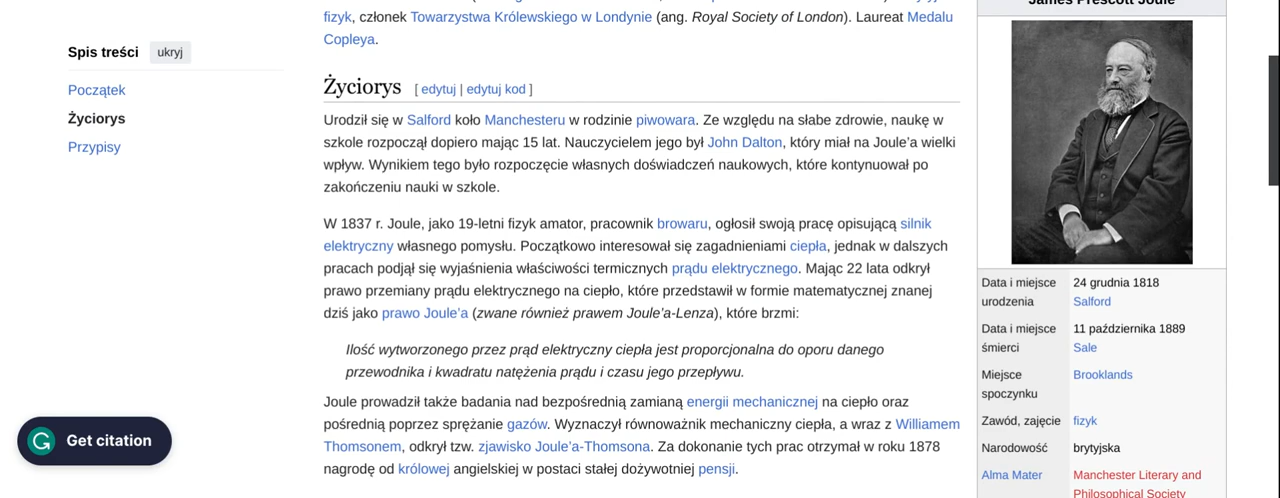 fizyk, członek Towarzystwa Królewskiego w Londynie (ang. Royal Society of London). Laureat Medalu
Copleya.
Spis treści ukryj
Początek
Życiorys
Przypisy
Życiorys [ edytuj | edytuj kod ]
Urodził się w Salford koło Manchesteru w rodzinie piwowara. Ze względu na słabe zdrowie, naukę w
szkole rozpoczął dopiero mając 15 lat. Nauczycielem jego był John Dalton, który miał na Joule’a wielki
wpływ. Wynikiem tego było rozpoczęcie własnych doświadczeń naukowych, które kontynuował po
zakończeniu nauki w szkole.
W 1837 r. Joule, jako 19-letni fizyk amator, pracownik browaru, ogłosił swoją pracę opisującą silnik
elektryczny własnego pomysłu. Początkowo interesował się zagadnieniami ciepła, jednak w dalszych
pracach podjął się wyjaśnienia właściwości termicznych prądu elektrycznego. Mając 22 lata odkrył
prawo przemiany prądu elektrycznego na ciepło, które przedstawił w formie matematycznej znanej
dziś jako prawo Joule’a (zwane również prawem Joule’a-Lenza), które brzmi:
Ilość wytworzonego przez prąd elektryczny ciepła jest proporcjonalna do oporu danego
przewodnika i kwadratu natężenia prądu i czasu jego przepływu.
Joule prowadził także badania nad bezpośrednią zamianą energii mechanicznej na ciepło oraz
pośrednią poprzez sprężanie gazów. Wyznaczył równoważnik mechaniczny ciepła, a wraz z Williamem
Thomsonem, odkrył tzw. zjawisko Joule’a-Thomsona. Za dokonanie tych prac otrzymał w roku 1878
nagrodę od królowej angielskiej w postaci stałej dożywotniej pensji.
James Prescott Joule
Data i miejsce urodzenia
24 grudnia 1818
Salford
Data i miejsce śmierci
11 października 1889
Sale
Miejsce spoczynku
Brooklands
Zawód, zajęcie
fizyk
Narodowość
brytyjska
Alma Mater
Manchester Literary and
Philosophical Society
Get citation